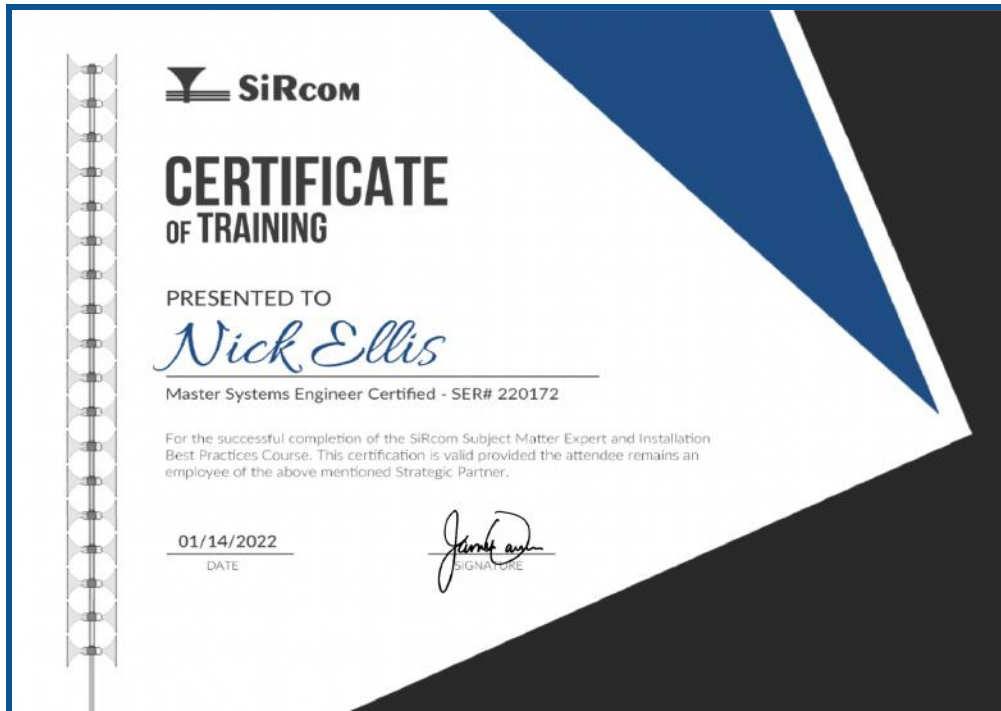 SiRcom
CERTIFICATE
OF TRAINING
PRESENTED TO
Nick Ellis
Master Systems Engineer Certified - SER# 220172
For the successful completion of the SiRcom Subject Matter Expert and Installation
Best Practices Course. This certification is valid provided the attendee remains an
employee of the above mentioned Strategic Partner.
01/14/2022
DATE
SIGNATURE